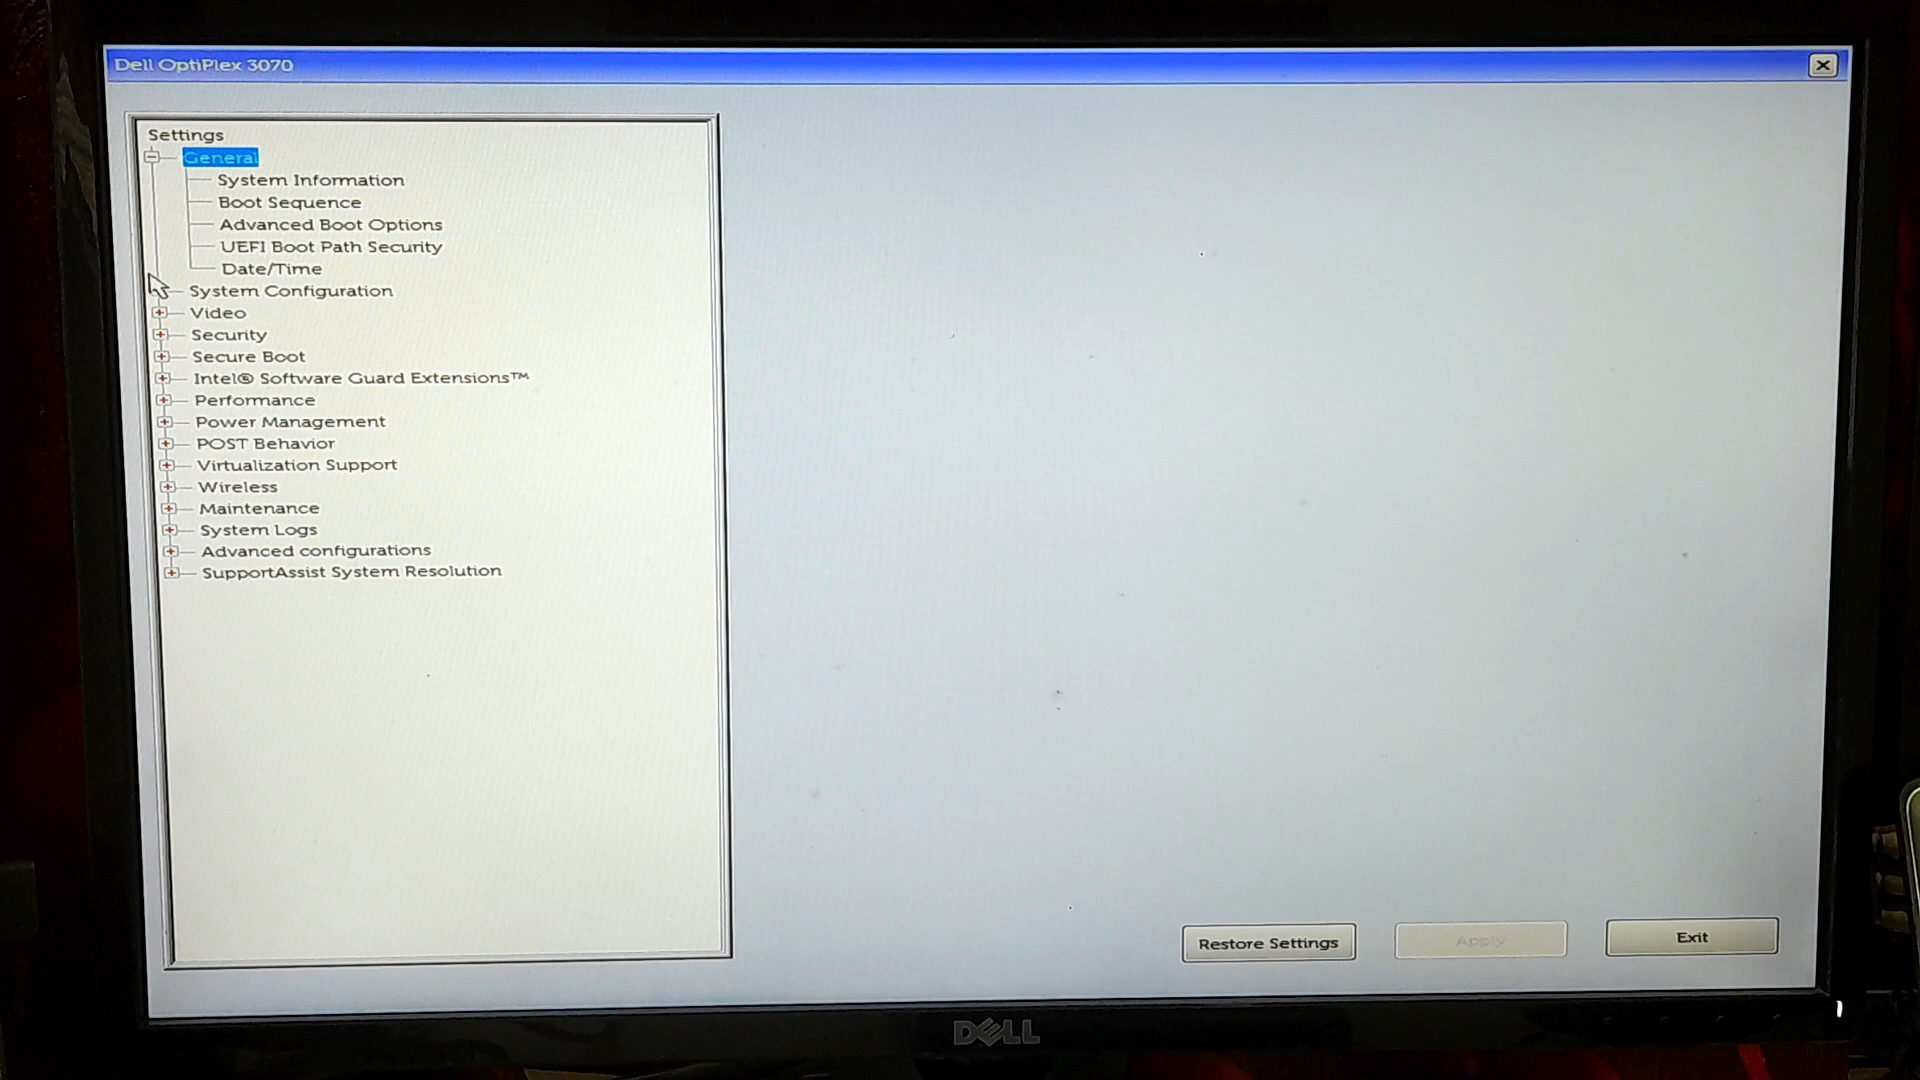 Dell OptiPlex 3070
Settings
General
System Information
Boot Sequence
Advanced Boot Options
UEFI Boot Path Security
Date/Time
System Configuration
Video
Security
Secure Boot
Intel® Software Guard Extensions™
Performance
Power Management
POST Behavior
Virtualization Support
Wireless
Maintenance
System Logs
Advanced configurations
SupportAssist System Resolution
Restore Settings
Apply
Exit
DELL